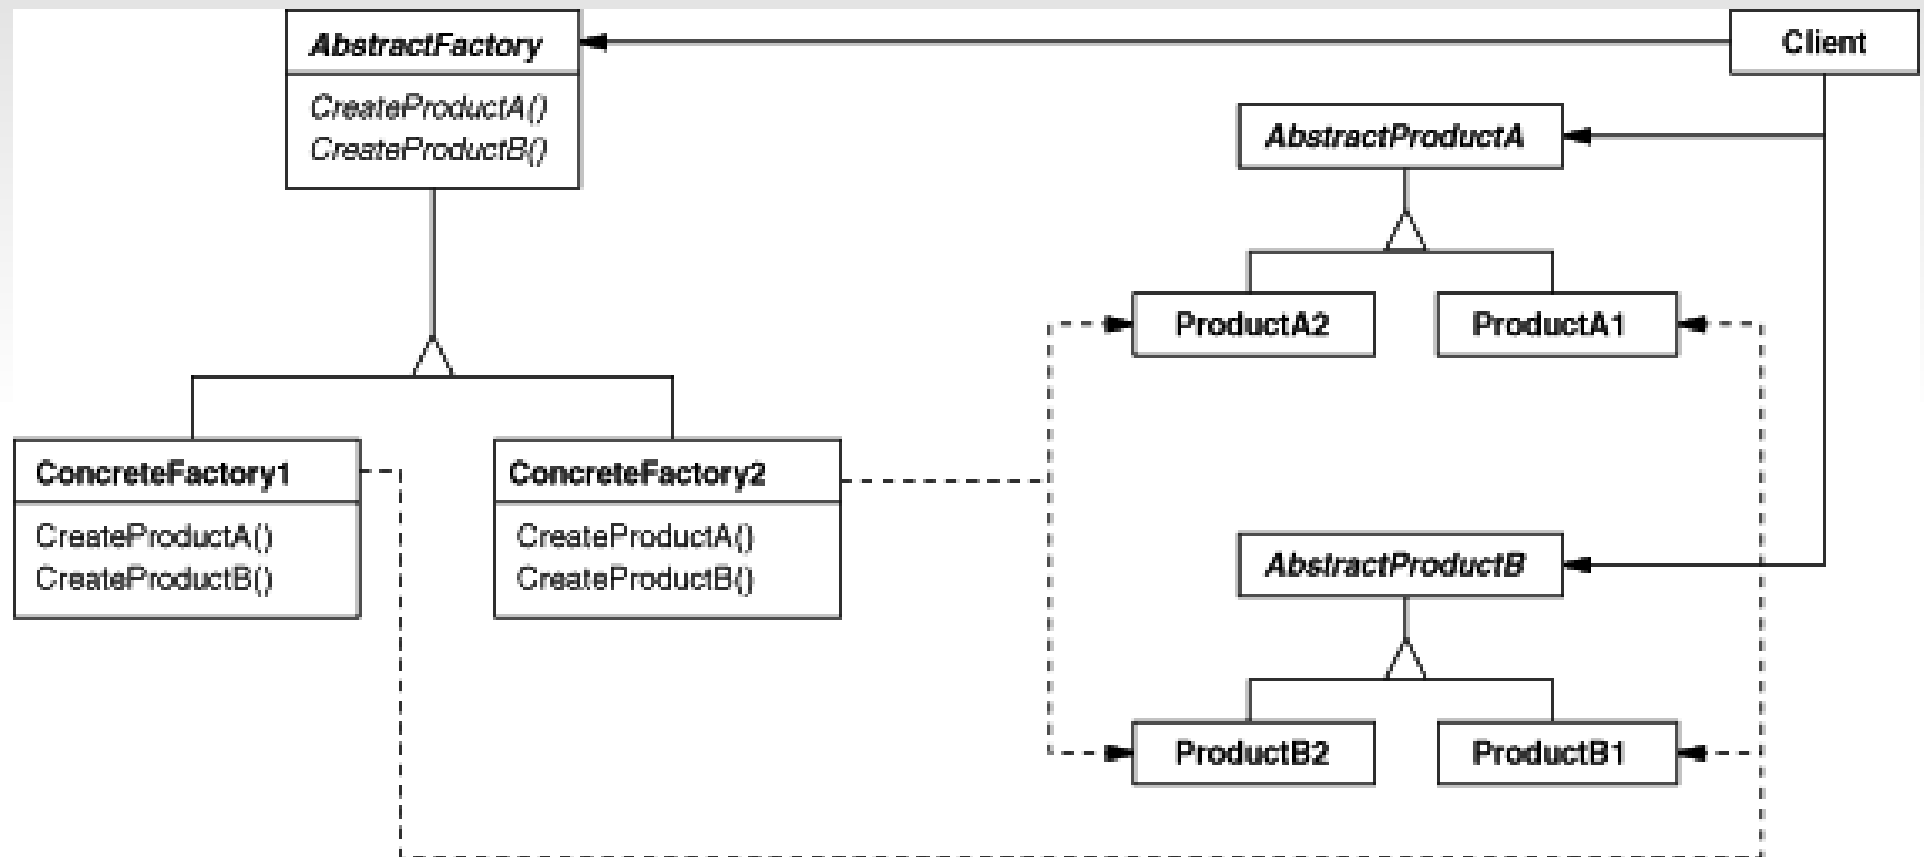 AbstractFactory
CreateProductA()
CreateProductB()
Client
AbstractProductA
ProductA2
ProductA1
ConcreteFactory1
CreateProductA()
CreateProductB()
ConcreteFactory2
CreateProductA()
CreateProductB()
AbstractProductB
ProductB2
ProductB1